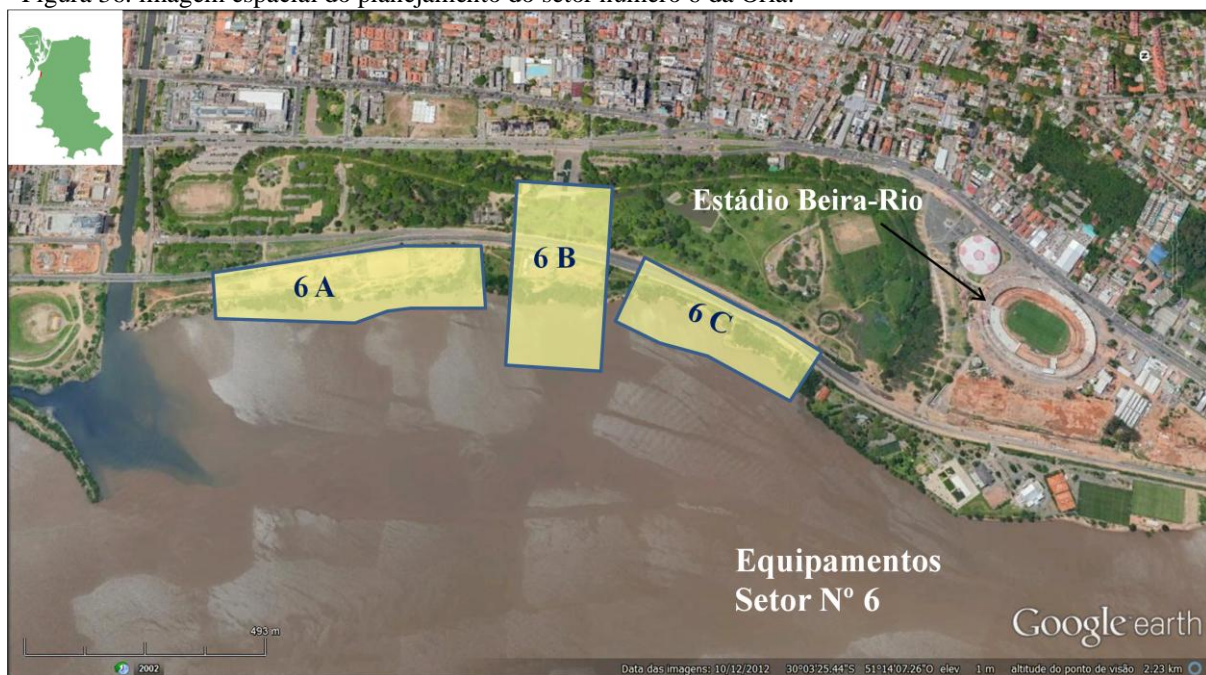 Figura 36: Imagem espacial do planejamento do setor número 6 da Orla.
Estádio Beira-Rio
6 A
6 B
6 C
Equipamentos
Setor Nº 6
Google earth
493 m
2002
Data das imagens: 10/12/2012 30°03'25.44"S 51°14'07.26"O elev 1 m altitude do ponto de visão 2.23 km